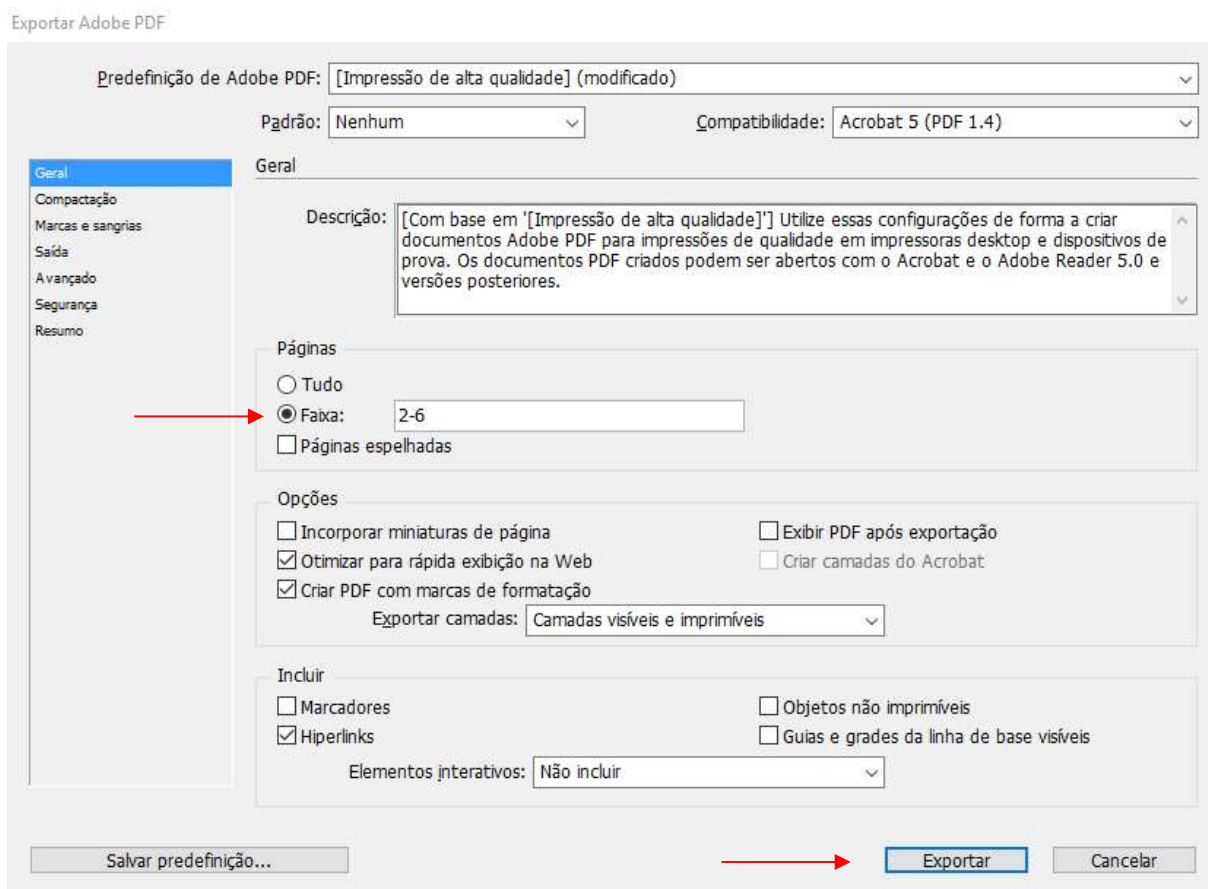 Exportar Adobe PDF
Predefinição de Adobe PDF: [Impressão de alta qualidade] (modificado)
Padrão: Nenhum Compatibilidade: Acrobat 5 (PDF 1.4)
Geral
Compactação
Marcas e sangrias
Saída
Avançado
Segurança
Resumo
Geral
Descrição: [Com base em '[Impressão de alta qualidade]'] Utilize essas configurações de forma a criar
documentos Adobe PDF para impressões de qualidade em impressoras desktop e dispositivos de
prova. Os documentos PDF criados podem ser abertos com o Acrobat e o Adobe Reader 5.0 e
versões posteriores.
Páginas
Tudo
Faixa: 2-6
Páginas espelhadas
Opções
Incorporar miniaturas de página Exibir PDF após exportação
Otimizar para rápida exibição na Web Criar camadas do Acrobat
Criar PDF com marcas de formatação
Exportar camadas: Camadas visíveis e imprimíveis
Incluir
Marcadores Objetos não imprimíveis
Hiperlinks Guias e grades da linha de base visíveis
Elementos interativos: Não incluir
Salvar predefinição... Exportar Cancelar